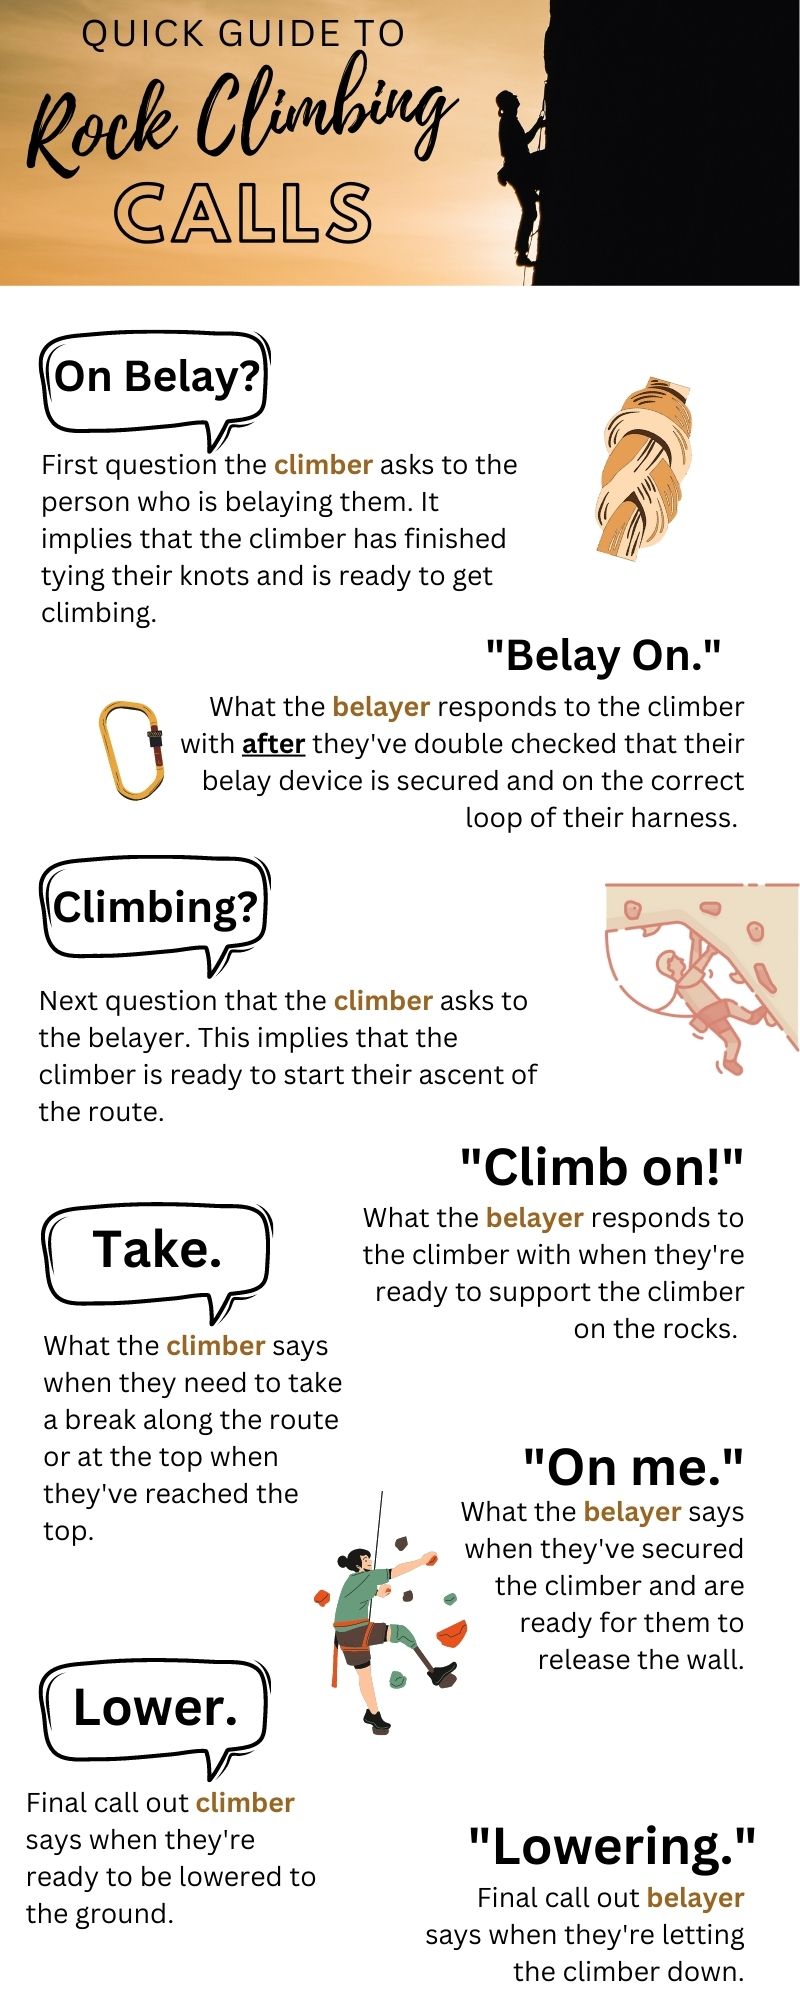 QUICK GUIDE TO
Rock Climbing
CALLS
On Belay?
First question the climber asks to the
person who is belaying them. It
implies that the climber has finished
tying their knots and is ready to get
climbing.
"Belay On."
What the belayer responds to the climber
with after they've double checked that their
belay device is secured and on the correct
loop of their harness.
Climbing?
Next question that the climber asks to
the belayer. This implies that the
climber is ready to start their ascent of
the route.
"Climb on!"
What the belayer responds to
the climber with when they're
ready to support the climber
on the rocks.
Take.
What the climber says
when they need to take
a break along the route
or at the top when
they've reached the
top.
"On me."
What the belayer says
when they've secured
the climber and are
ready for them to
release the wall.
Lower.
Final call out climber
says when they're
ready to be lowered to
the ground.
"Lowering."
Final call out belayer
says when they're letting
the climber down.